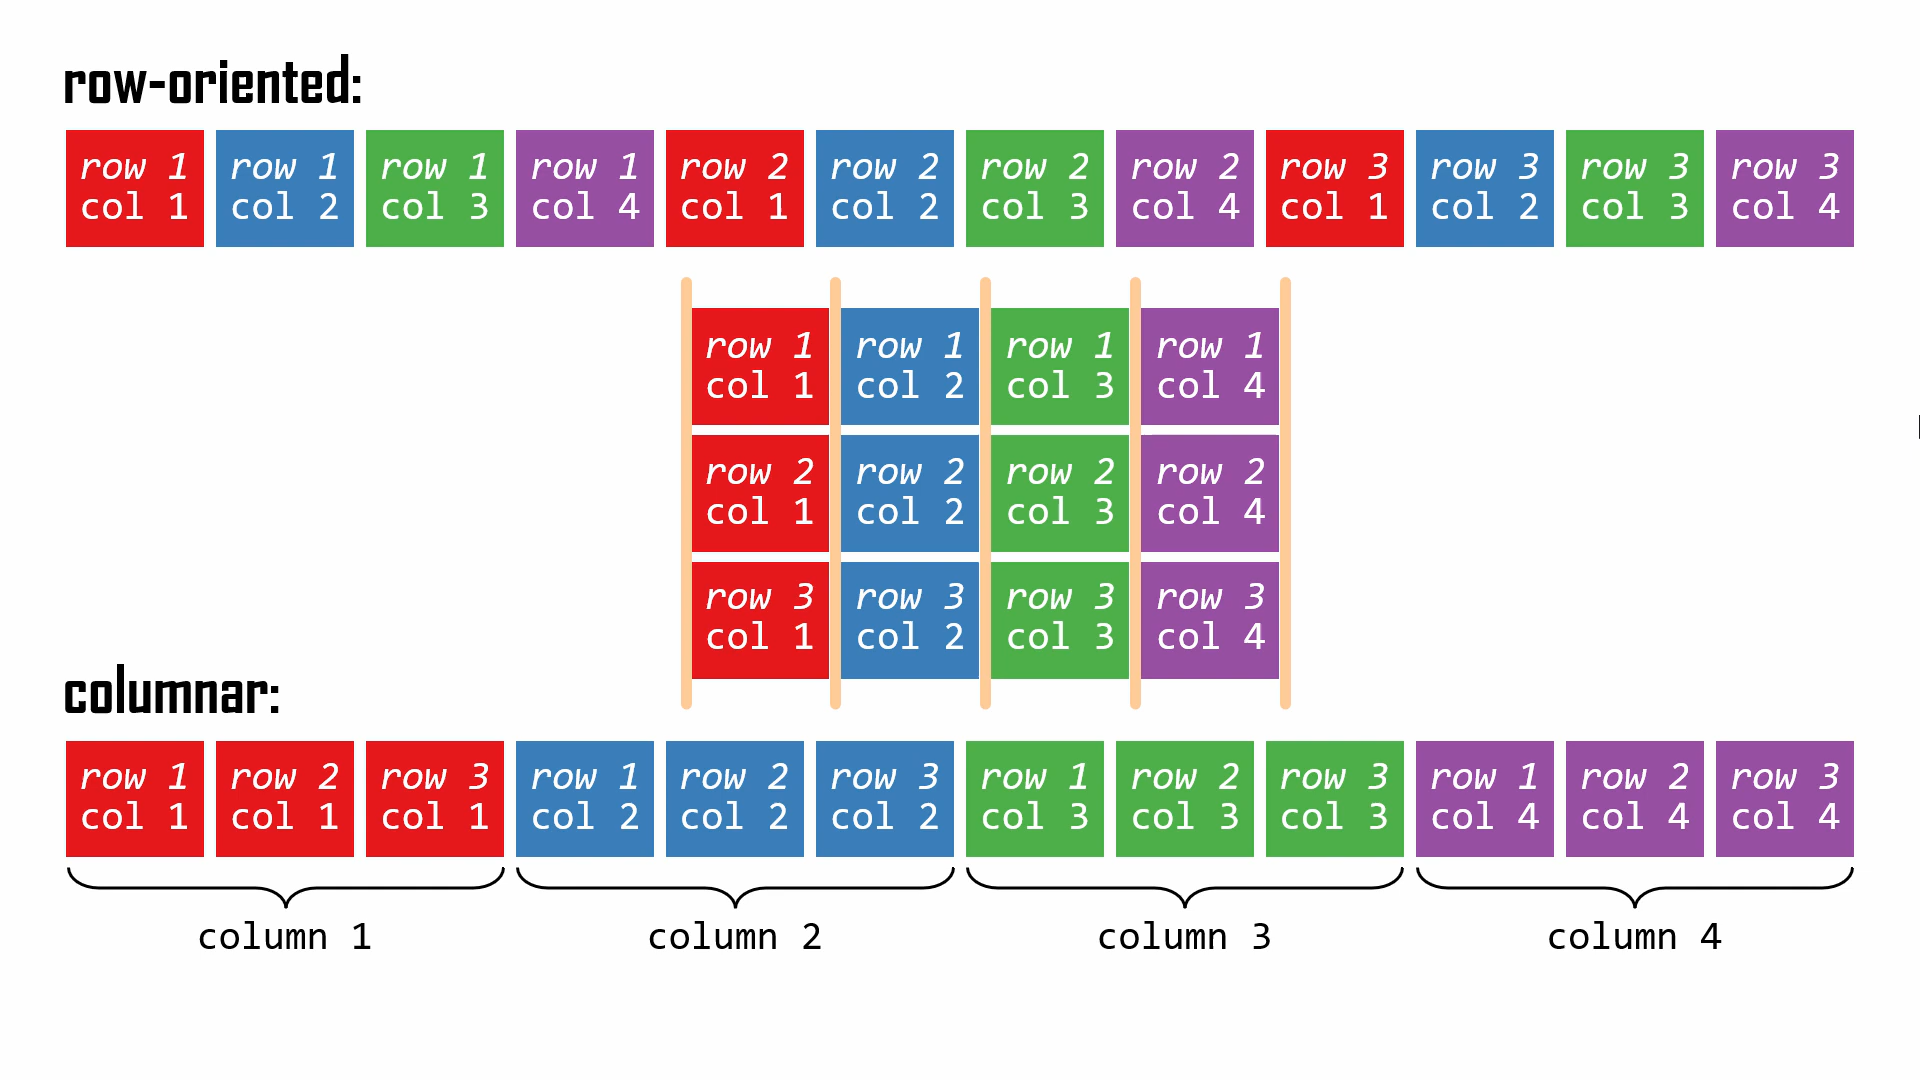 row-oriented:
row 1 row 1 row 1 row 1 row 2 row 2 row 2 row 2 row 3 row 3 row 3 row 3
col 1 col 2 col 3 col 4 col 1 col 2 col 3 col 4 col 1 col 2 col 3 col 4
row 1 row 1 row 1 row 1
col 1 col 2 col 3 col 4
row 2 row 2 row 2 row 2
col 1 col 2 col 3 col 4
row 3 row 3 row 3 row 3
col 1 col 2 col 3 col 4
columnar:
row 1 row 2 row 3 row 1 row 2 row 3 row 1 row 2 row 3 row 1 row 2 row 3
col 1 col 1 col 1 col 2 col 2 col 2 col 3 col 3 col 3 col 4 col 4 col 4
column 1 column 2 column 3 column 4